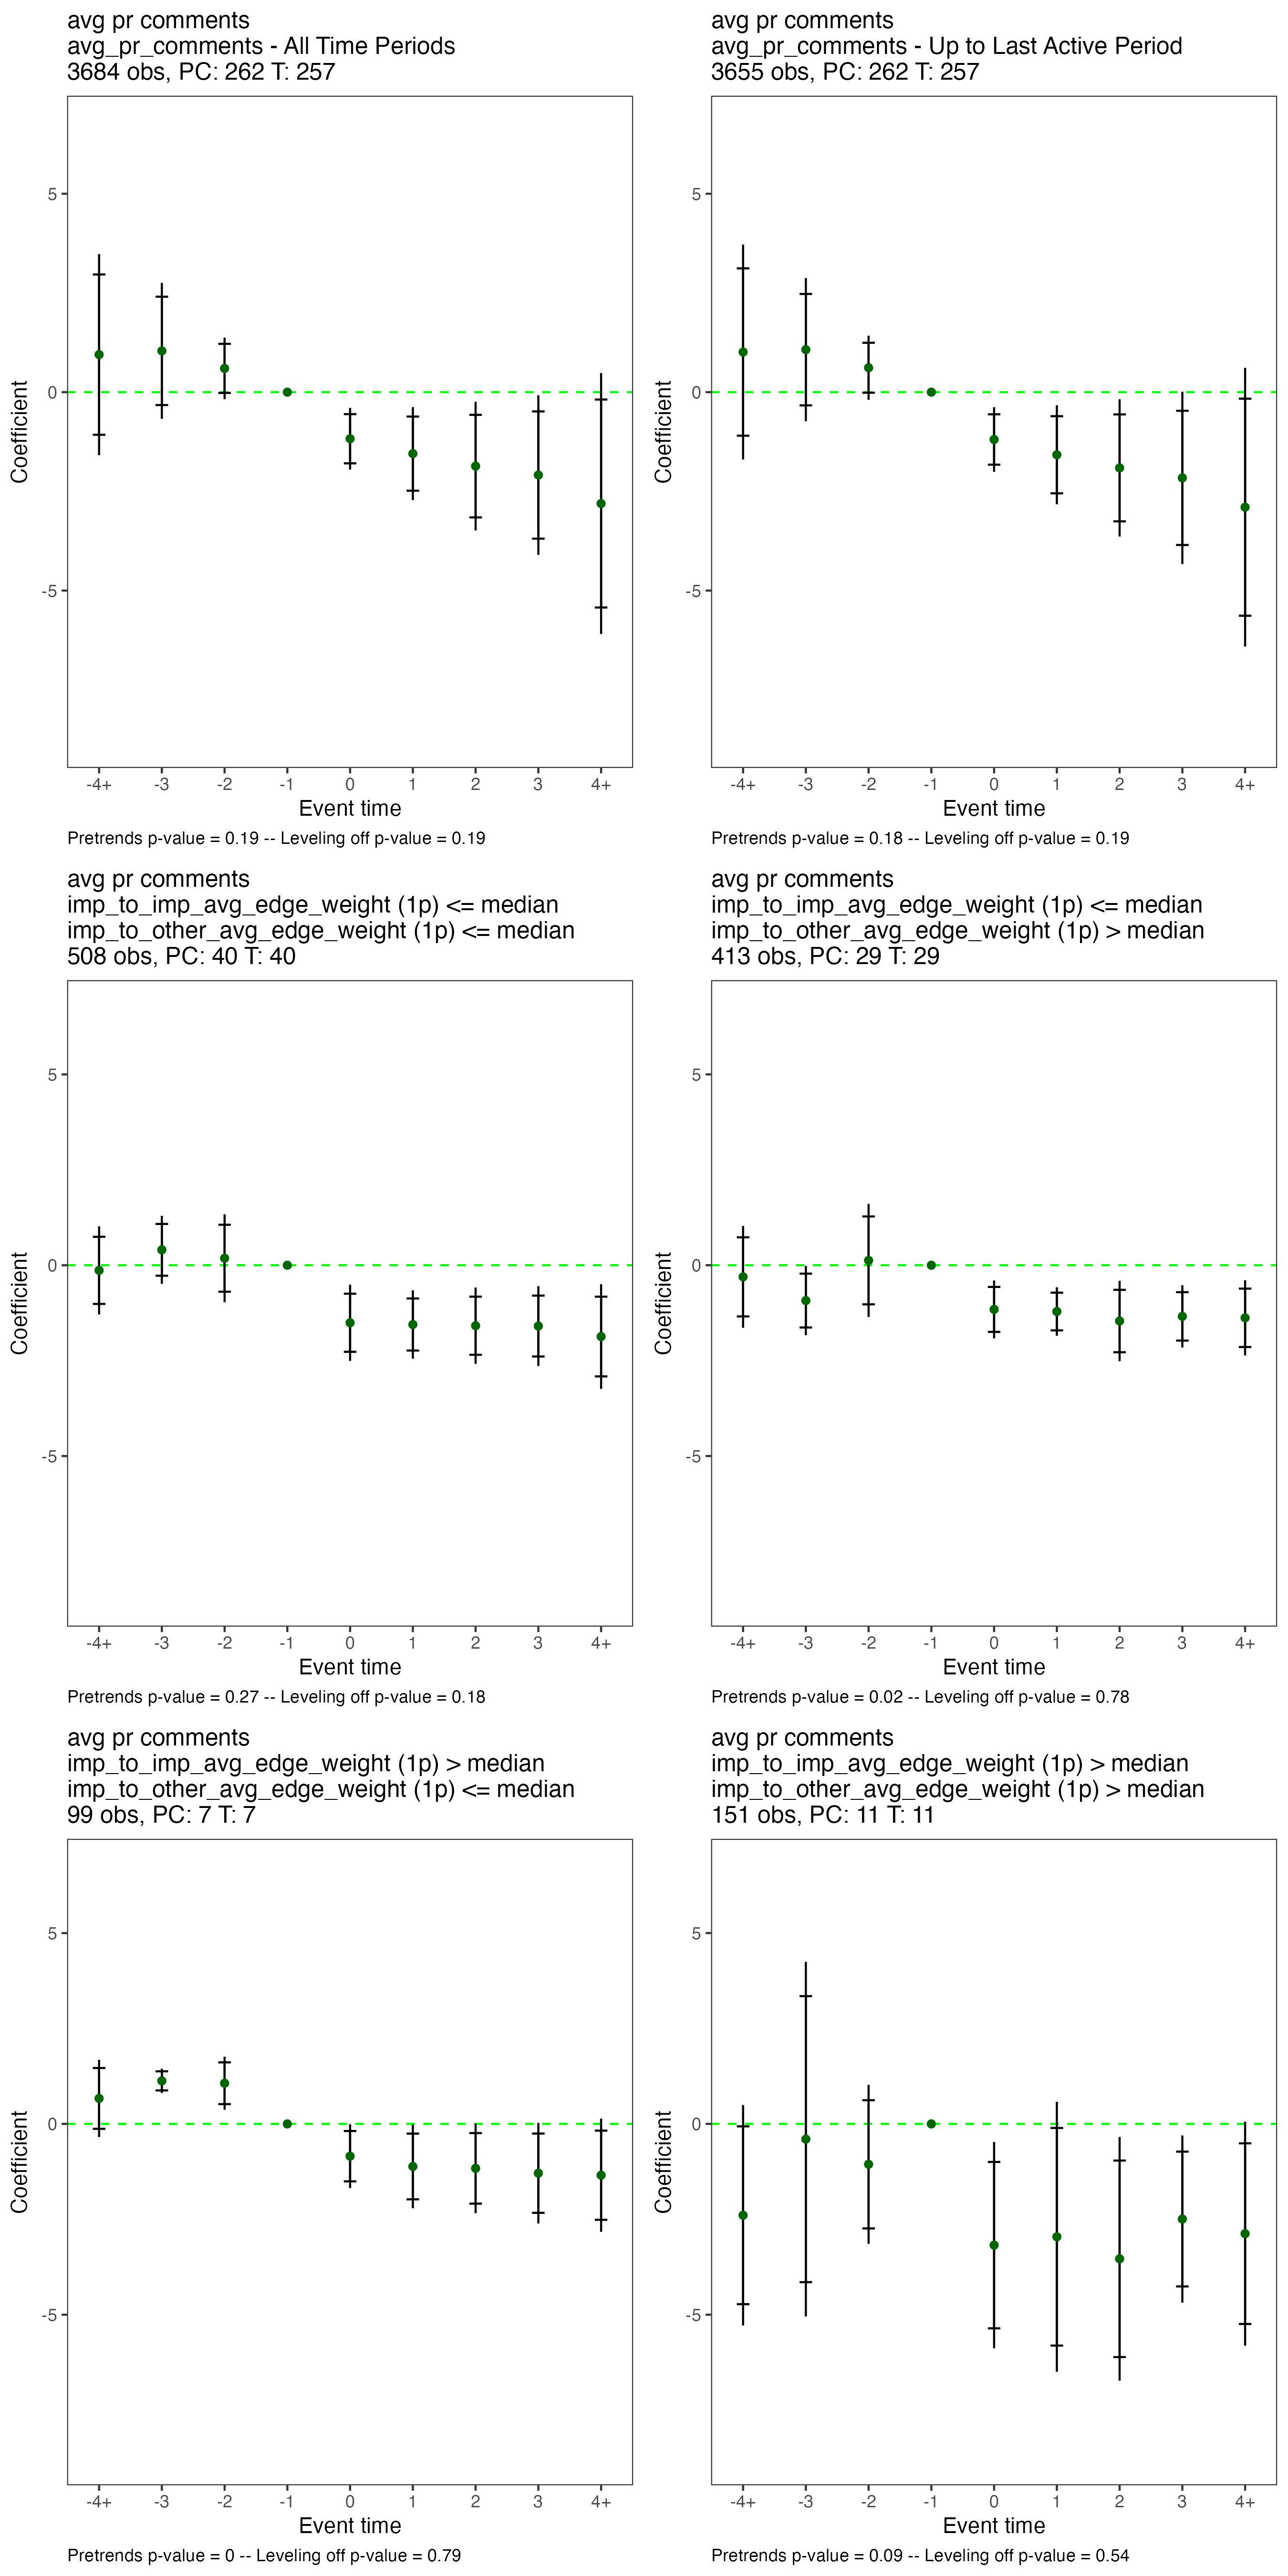 avg pr comments
avg_pr_comments - All Time Periods
3684 obs, PC: 262 T: 257
5
0
-5
Coefficient
-4+ -3 -2 -1 0 1 2 3 4+
Event time
Pretrends p-value = 0.19 -- Leveling off p-value = 0.19
avg pr comments
avg_pr_comments - Up to Last Active Period
3655 obs, PC: 262 T: 257
5
0
-5
Coefficient
-4+ -3 -2 -1 0 1 2 3 4+
Event time
Pretrends p-value = 0.18 -- Leveling off p-value = 0.19
avg pr comments
imp_to_imp_avg_edge_weight (1p) <= median
imp_to_other_avg_edge_weight (1p) <= median
508 obs, PC: 40 T: 40
5
0
-5
Coefficient
-4+ -3 -2 -1 0 1 2 3 4+
Event time
Pretrends p-value = 0.27 -- Leveling off p-value = 0.18
avg pr comments
imp_to_imp_avg_edge_weight (1p) <= median
imp_to_other_avg_edge_weight (1p) > median
413 obs, PC: 29 T: 29
5
0
-5
Coefficient
-4+ -3 -2 -1 0 1 2 3 4+
Event time
Pretrends p-value = 0.02 -- Leveling off p-value = 0.78
avg pr comments
imp_to_imp_avg_edge_weight (1p) > median
imp_to_other_avg_edge_weight (1p) <= median
99 obs, PC: 7 T: 7
5
0
-5
Coefficient
-4+ -3 -2 -1 0 1 2 3 4+
Event time
Pretrends p-value = 0 -- Leveling off p-value = 0.79
avg pr comments
imp_to_imp_avg_edge_weight (1p) > median
imp_to_other_avg_edge_weight (1p) > median
151 obs, PC: 11 T: 11
5
0
-5
Coefficient
-4+ -3 -2 -1 0 1 2 3 4+
Event time
Pretrends p-value = 0.09 -- Leveling off p-value = 0.54